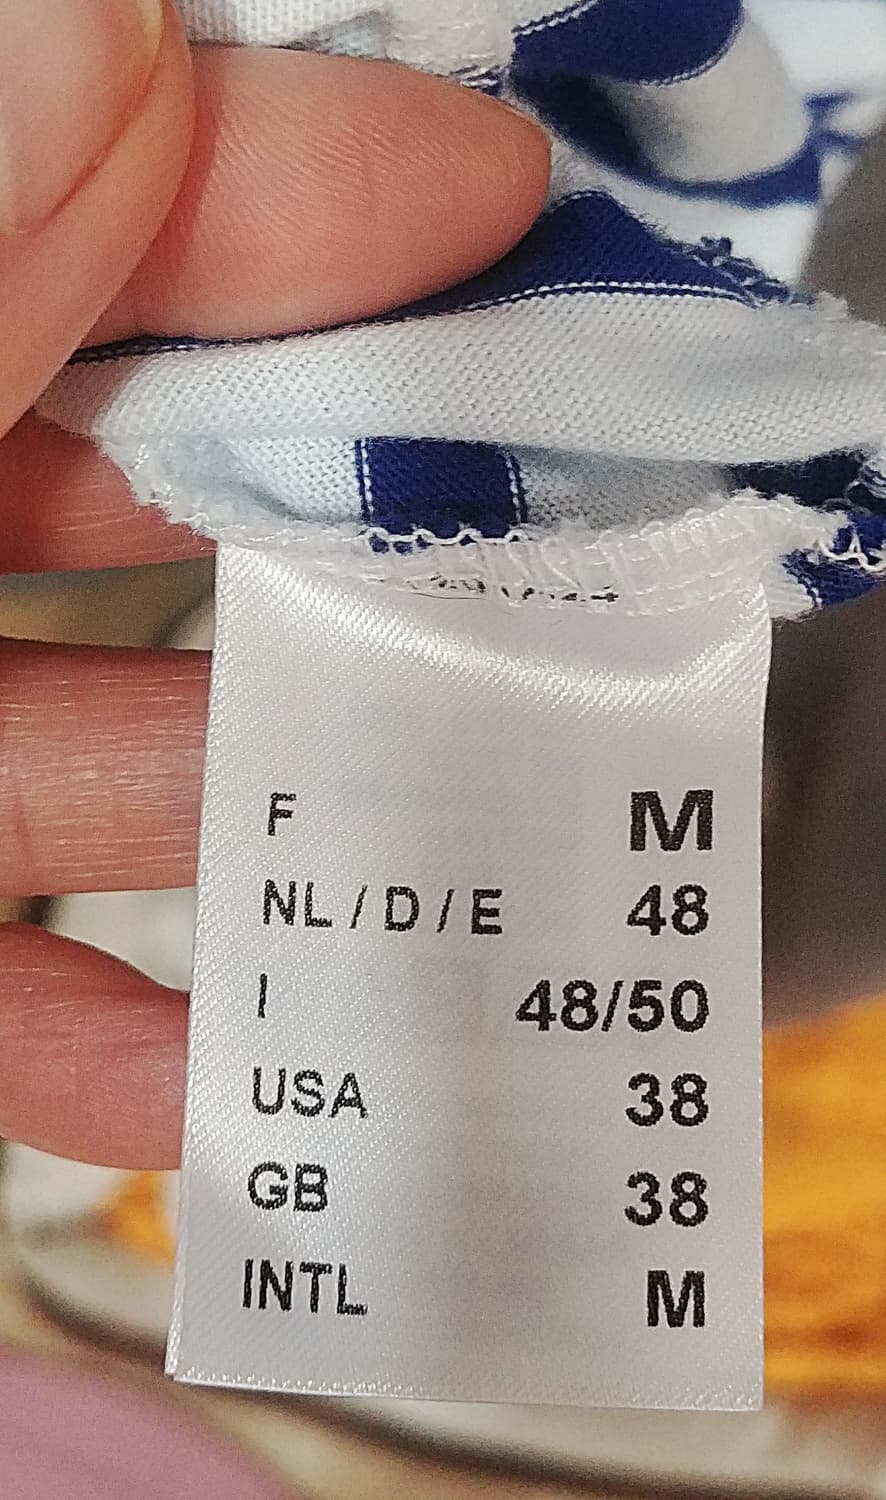 F M
NL / D / E 48
I 48/50
USA 38
GB 38
INTL M